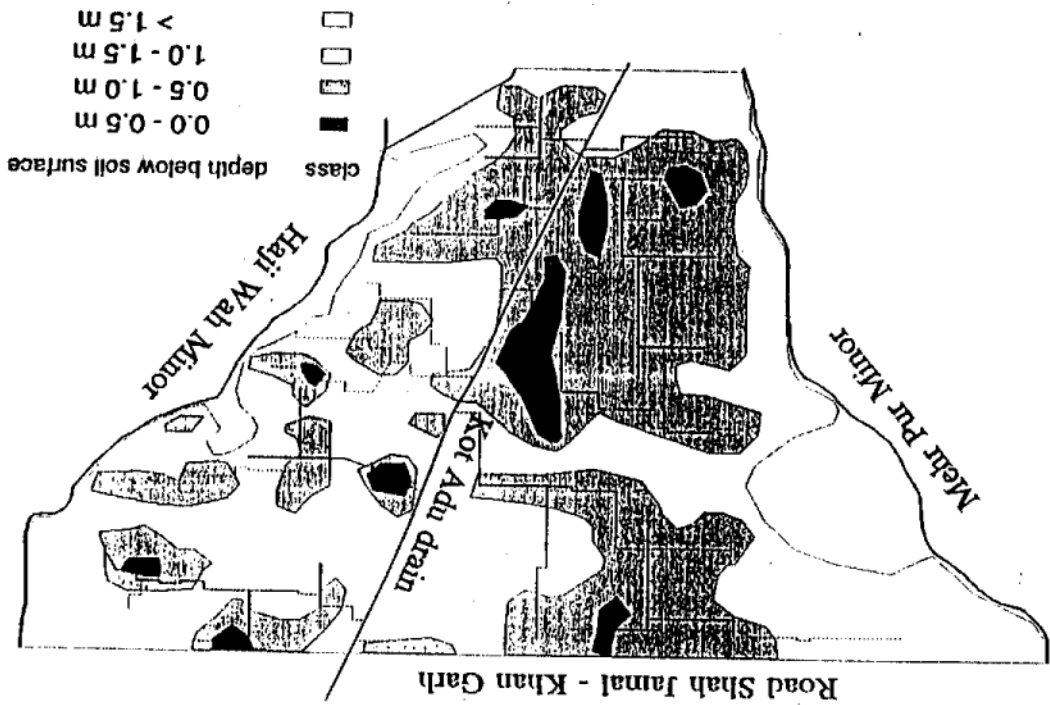 Road Shah Jamal - Khan Garh
Kot Adu drain
Mehr Pur Minor
Haji Wah Minor
class depth below soil surface
0.0 - 0.5 m
0.5 - 1.0 m
1.0 - 1.5 m
> 1.5 m